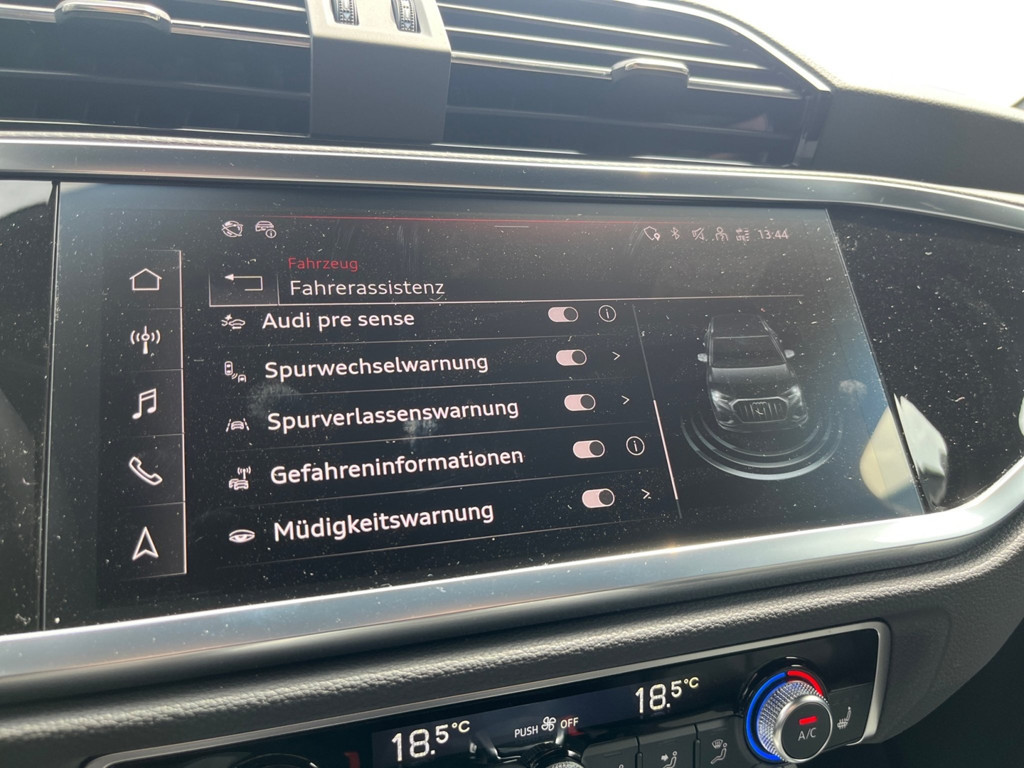 13:44
Fahrzeug
Fahrerassistenz
Audi pre sense
Spurwechselwarnung
Spurverlassenswarnung
Gefahreninformationen
Müdigkeitswarnung
18.5°C
PUSH OFF
18.5°C
A/C